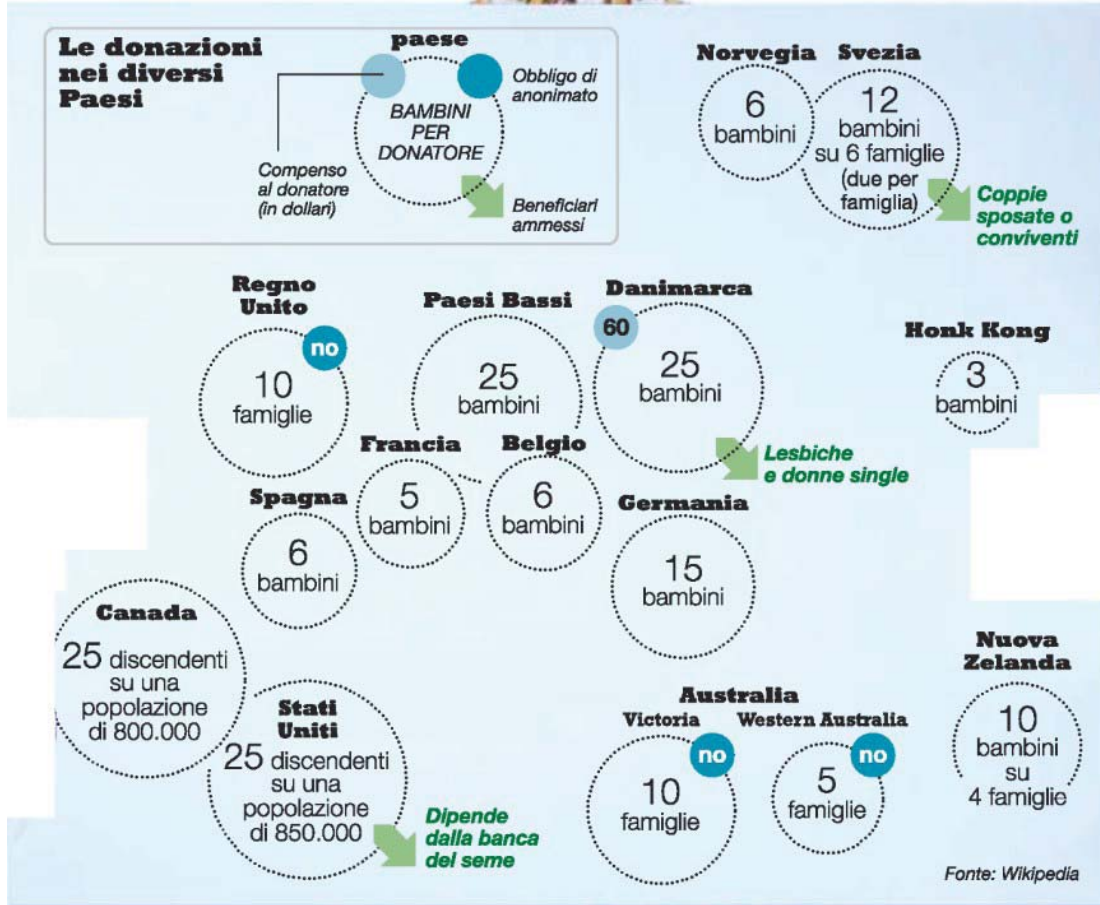 Le donazioni
nei diversi
Paesi
paese
Obbligo di
anonimato
BAMBINI
PER
DONATORE
Compenso
al donatore
(in dollari)
Beneficiari
ammessi
Norvegia
6
bambini
Svezia
12
bambini
su 6 famiglie
(due per
famiglia)
Coppie
sposate o
conviventi
Regno
Unito
no
10
famiglie
Paesi Bassi
25
bambini
Danimarca
60
25
bambini
Lesbiche
e donne single
Honk Kong
3
bambini
Francia
5
bambini
Belgio
6
bambini
Spagna
6
bambini
Germania
15
bambini
Canada
25 discendenti
su una
popolazione
di 800.000
Stati
Uniti
25 discendenti
su una
popolazione
di 850.000
Dipende
dalla banca
del seme
Australia
Victoria
no
10
famiglie
Western Australia
no
5
famiglie
Nuova
Zelanda
10
bambini
su
4 famiglie
Fonte: Wikipedia